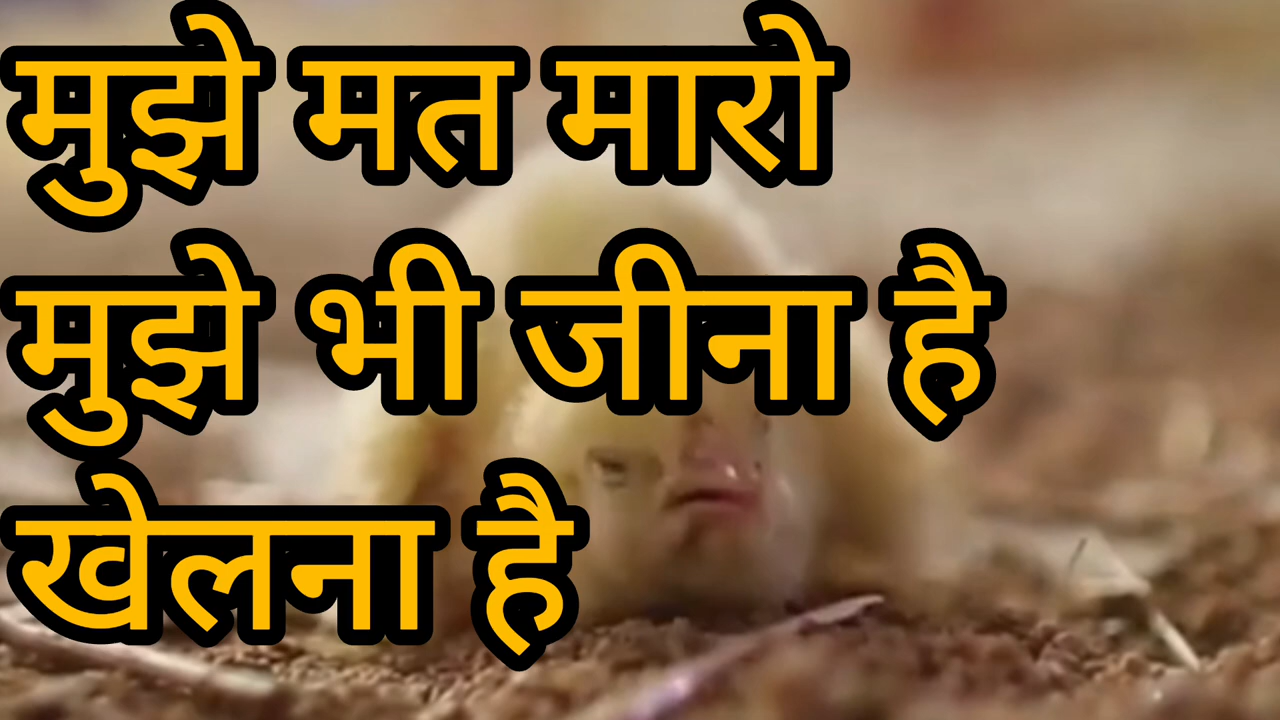 मुझे मत मारो
मुझे भी जीना है
खेलना है